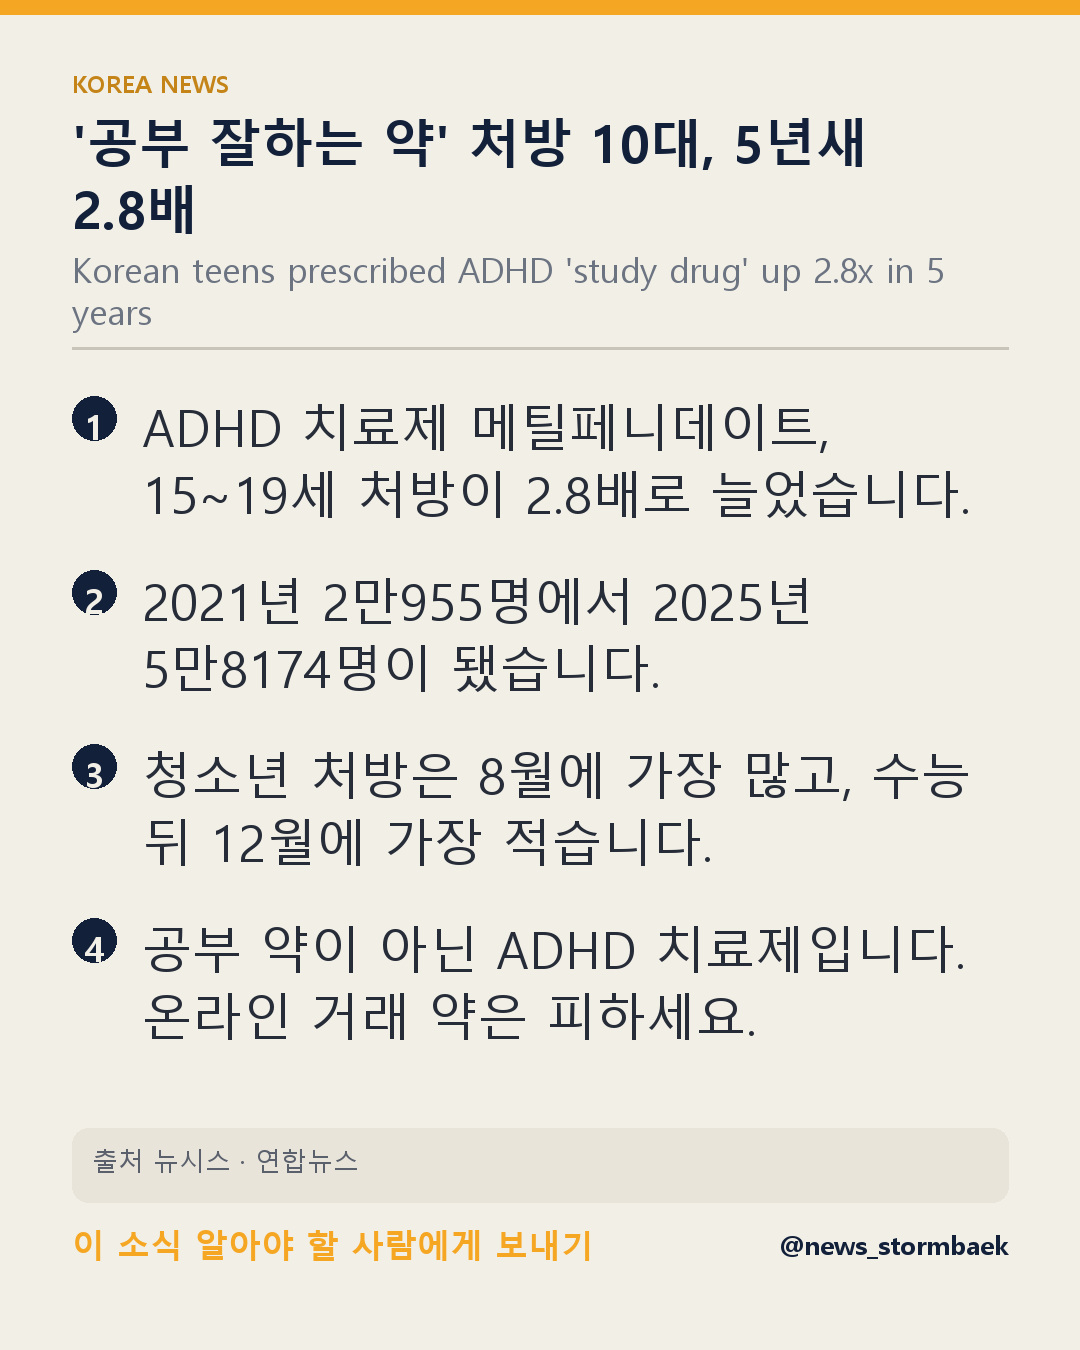 KOREA NEWS
'공부 잘하는 약' 처방 10대, 5년새
2.8배
Korean teens prescribed ADHD 'study drug' up 2.8x in 5
years
1 ADHD 치료제 메틸페니데이트,
15~19세 처방이 2.8배로 늘었습니다.
2 2021년 2만955명에서 2025년
5만8174명이 됐습니다.
3 청소년 처방은 8월에 가장 많고, 수능
뒤 12월에 가장 적습니다.
4 공부 약이 아닌 ADHD 치료제입니다.
온라인 거래 약은 피하세요.
출처 뉴시스 · 연합뉴스
이 소식 알아야 할 사람에게 보내기
@news_stormbaek